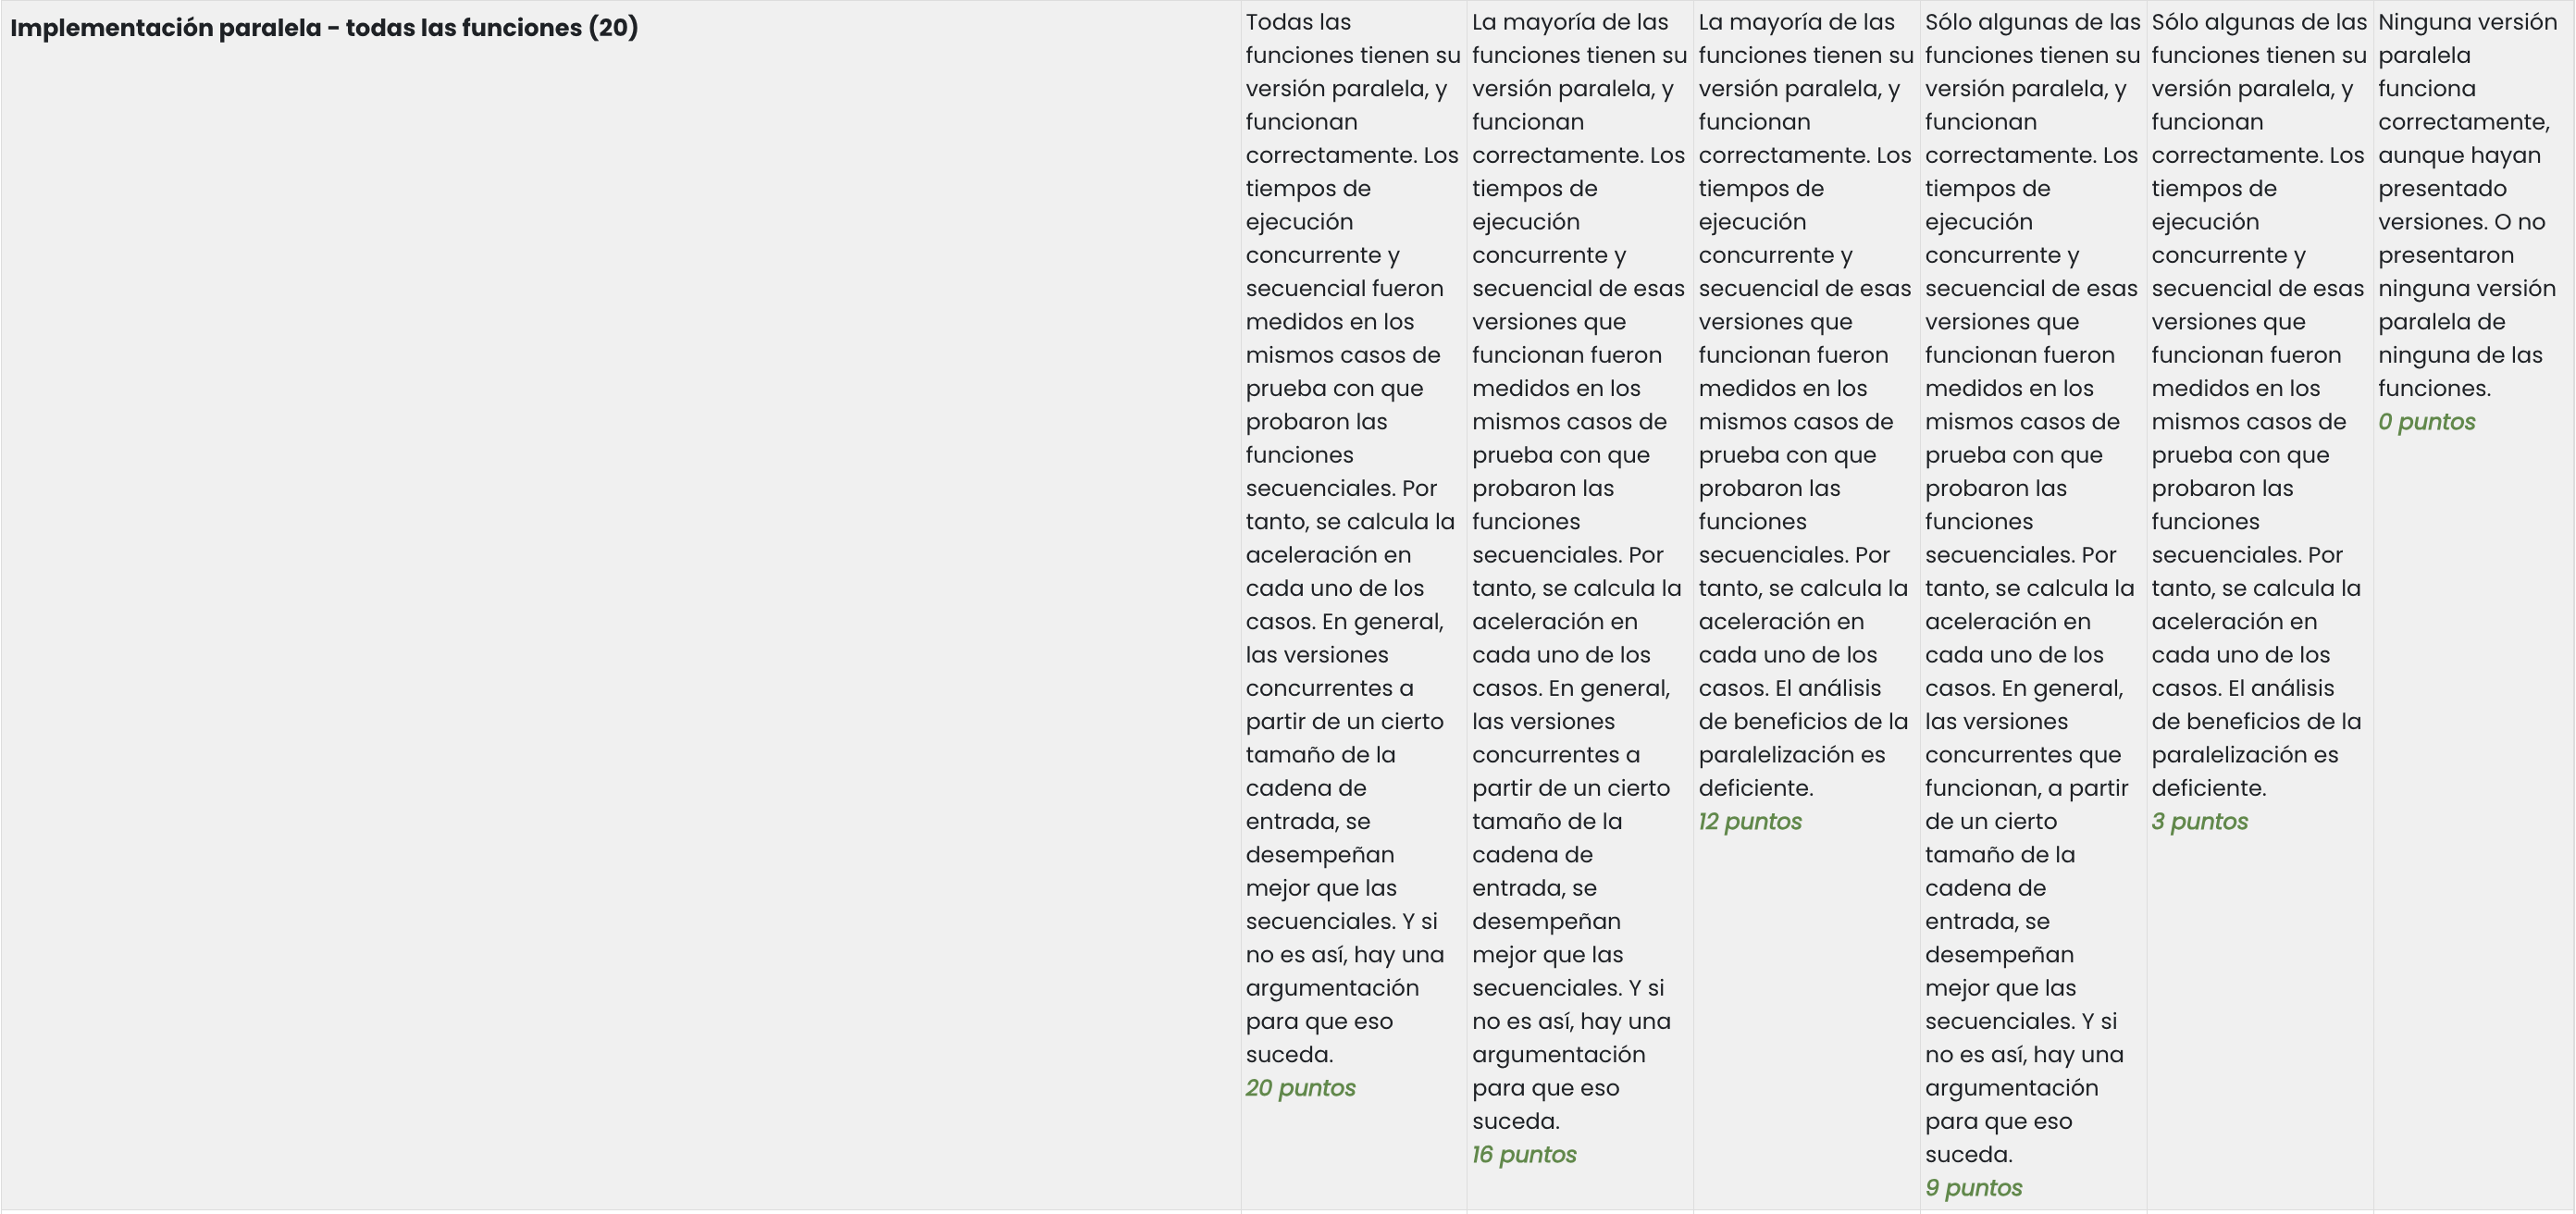 Implementación paralela - todas las funciones (20)
Todas las
funciones tienen su
versión paralela, y
funcionan
correctamente. Los
tiempos de
ejecución
concurrente y
secuencial fueron
medidos en los
mismos casos de
prueba con que
probaron las
funciones
secuenciales. Por
tanto, se calcula la
aceleración en
cada uno de los
casos. En general,
las versiones
concurrentes a
partir de un cierto
tamaño de la
cadena de
entrada, se
desempeñan
mejor que las
secuenciales. Y si
no es así, hay una
argumentación
para que eso
suceda.
20 puntos
La mayoría de las
funciones tienen su
versión paralela, y
funcionan
correctamente. Los
tiempos de
ejecución
concurrente y
secuencial de esas
versiones que
funcionan fueron
medidos en los
mismos casos de
prueba con que
probaron las
funciones
secuenciales. Por
tanto, se calcula la
aceleración en
cada uno de los
casos. En general,
las versiones
concurrentes a
partir de un cierto
tamaño de la
cadena de
entrada, se
desempeñan
mejor que las
secuenciales. Y si
no es así, hay una
argumentación
para que eso
suceda.
16 puntos
La mayoría de las
funciones tienen su
versión paralela, y
funcionan
correctamente. Los
tiempos de
ejecución
concurrente y
secuencial de esas
versiones que
funcionan fueron
medidos en los
mismos casos de
prueba con que
probaron las
funciones
secuenciales. Por
tanto, se calcula la
aceleración en
cada uno de los
casos. El análisis
de beneficios de la
paralelización es
deficiente.
12 puntos
Sólo algunas de las
funciones tienen su
versión paralela, y
funcionan
correctamente. Los
tiempos de
ejecución
concurrente y
secuencial de esas
versiones que
funcionan fueron
medidos en los
mismos casos de
prueba con que
probaron las
funciones
secuenciales. Por
tanto, se calcula la
aceleración en
cada uno de los
casos. En general,
las versiones
concurrentes que
funcionan, a partir
de un cierto
tamaño de la
cadena de
entrada, se
desempeñan
mejor que las
secuenciales. Y si
no es así, hay una
argumentación
para que eso
suceda.
9 puntos
Sólo algunas de las
funciones tienen su
versión paralela, y
funcionan
correctamente. Los
tiempos de
ejecución
concurrente y
secuencial de esas
versiones que
funcionan fueron
medidos en los
mismos casos de
prueba con que
probaron las
funciones
secuenciales. Por
tanto, se calcula la
aceleración en
cada uno de los
casos. El análisis
de beneficios de la
paralelización es
deficiente.
3 puntos
Ninguna versión
paralela
funciona
correctamente,
aunque hayan
presentado
versiones. O no
presentaron
ninguna versión
paralela de
ninguna de las
funciones.
0 puntos